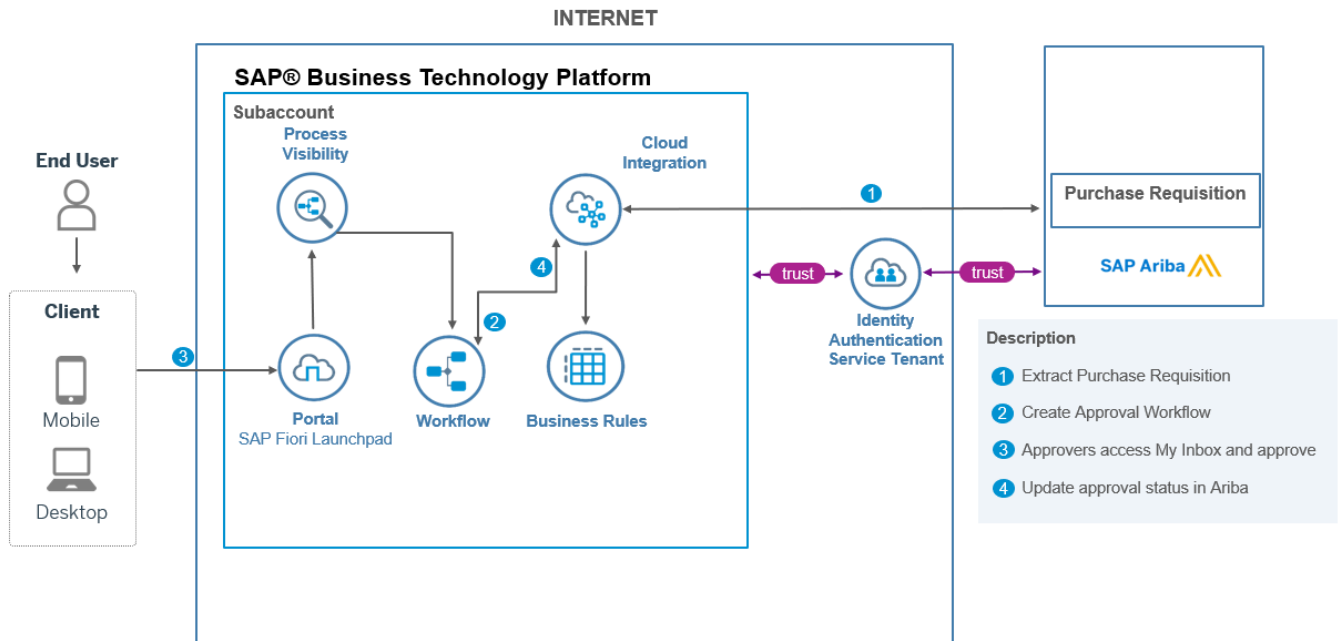 INTERNET
SAP® Business Technology Platform
Subaccount
Process
Visibility
Cloud
Integration
End User
1
Purchase Requisition
4
trust
trust
SAP Ariba
Client
2
Identity
Authentication
Service Tenant
3
Mobile
Portal
SAP Fiori Launchpad
Workflow
Business Rules
Desktop
Description
1 Extract Purchase Requisition
2 Create Approval Workflow
3 Approvers access My Inbox and approve
4 Update approval status in Ariba